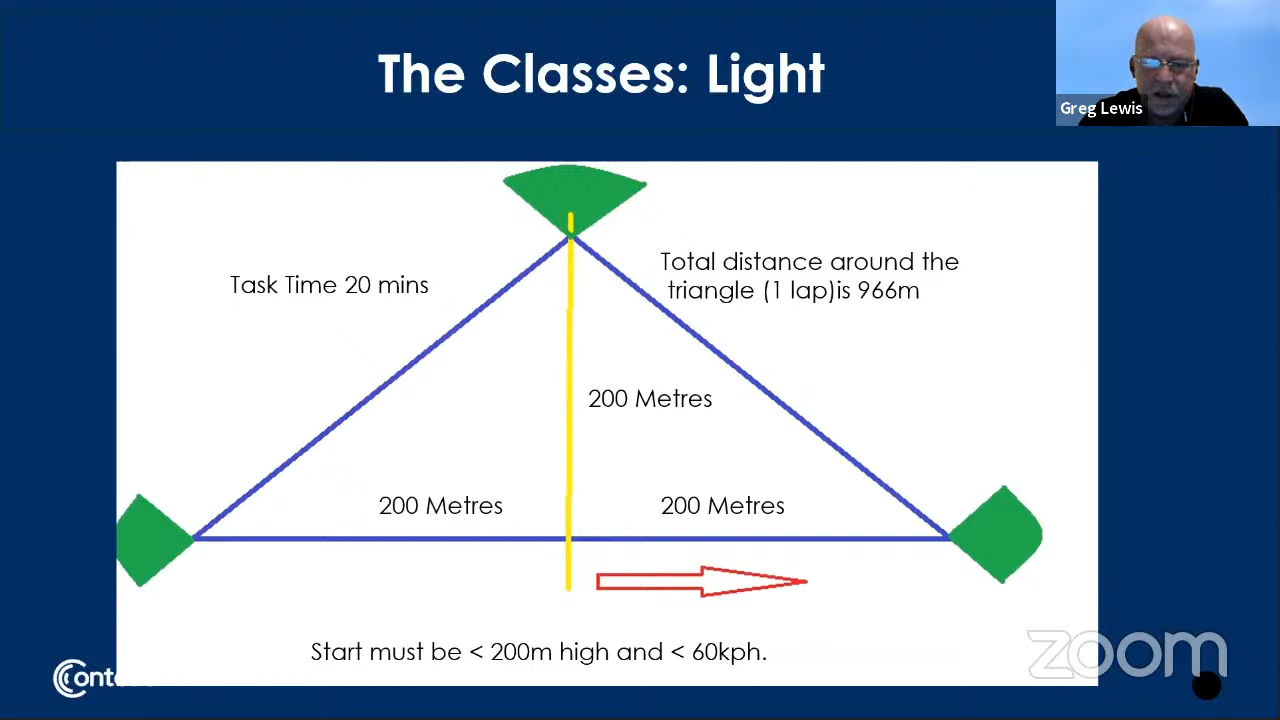 The Classes: Light
Greg Lewis
Task Time 20 mins
Total distance around the
triangle (1 lap)is 966m
200 Metres
200 Metres
200 Metres
Start must be < 200m high and < 60kph.
zoom